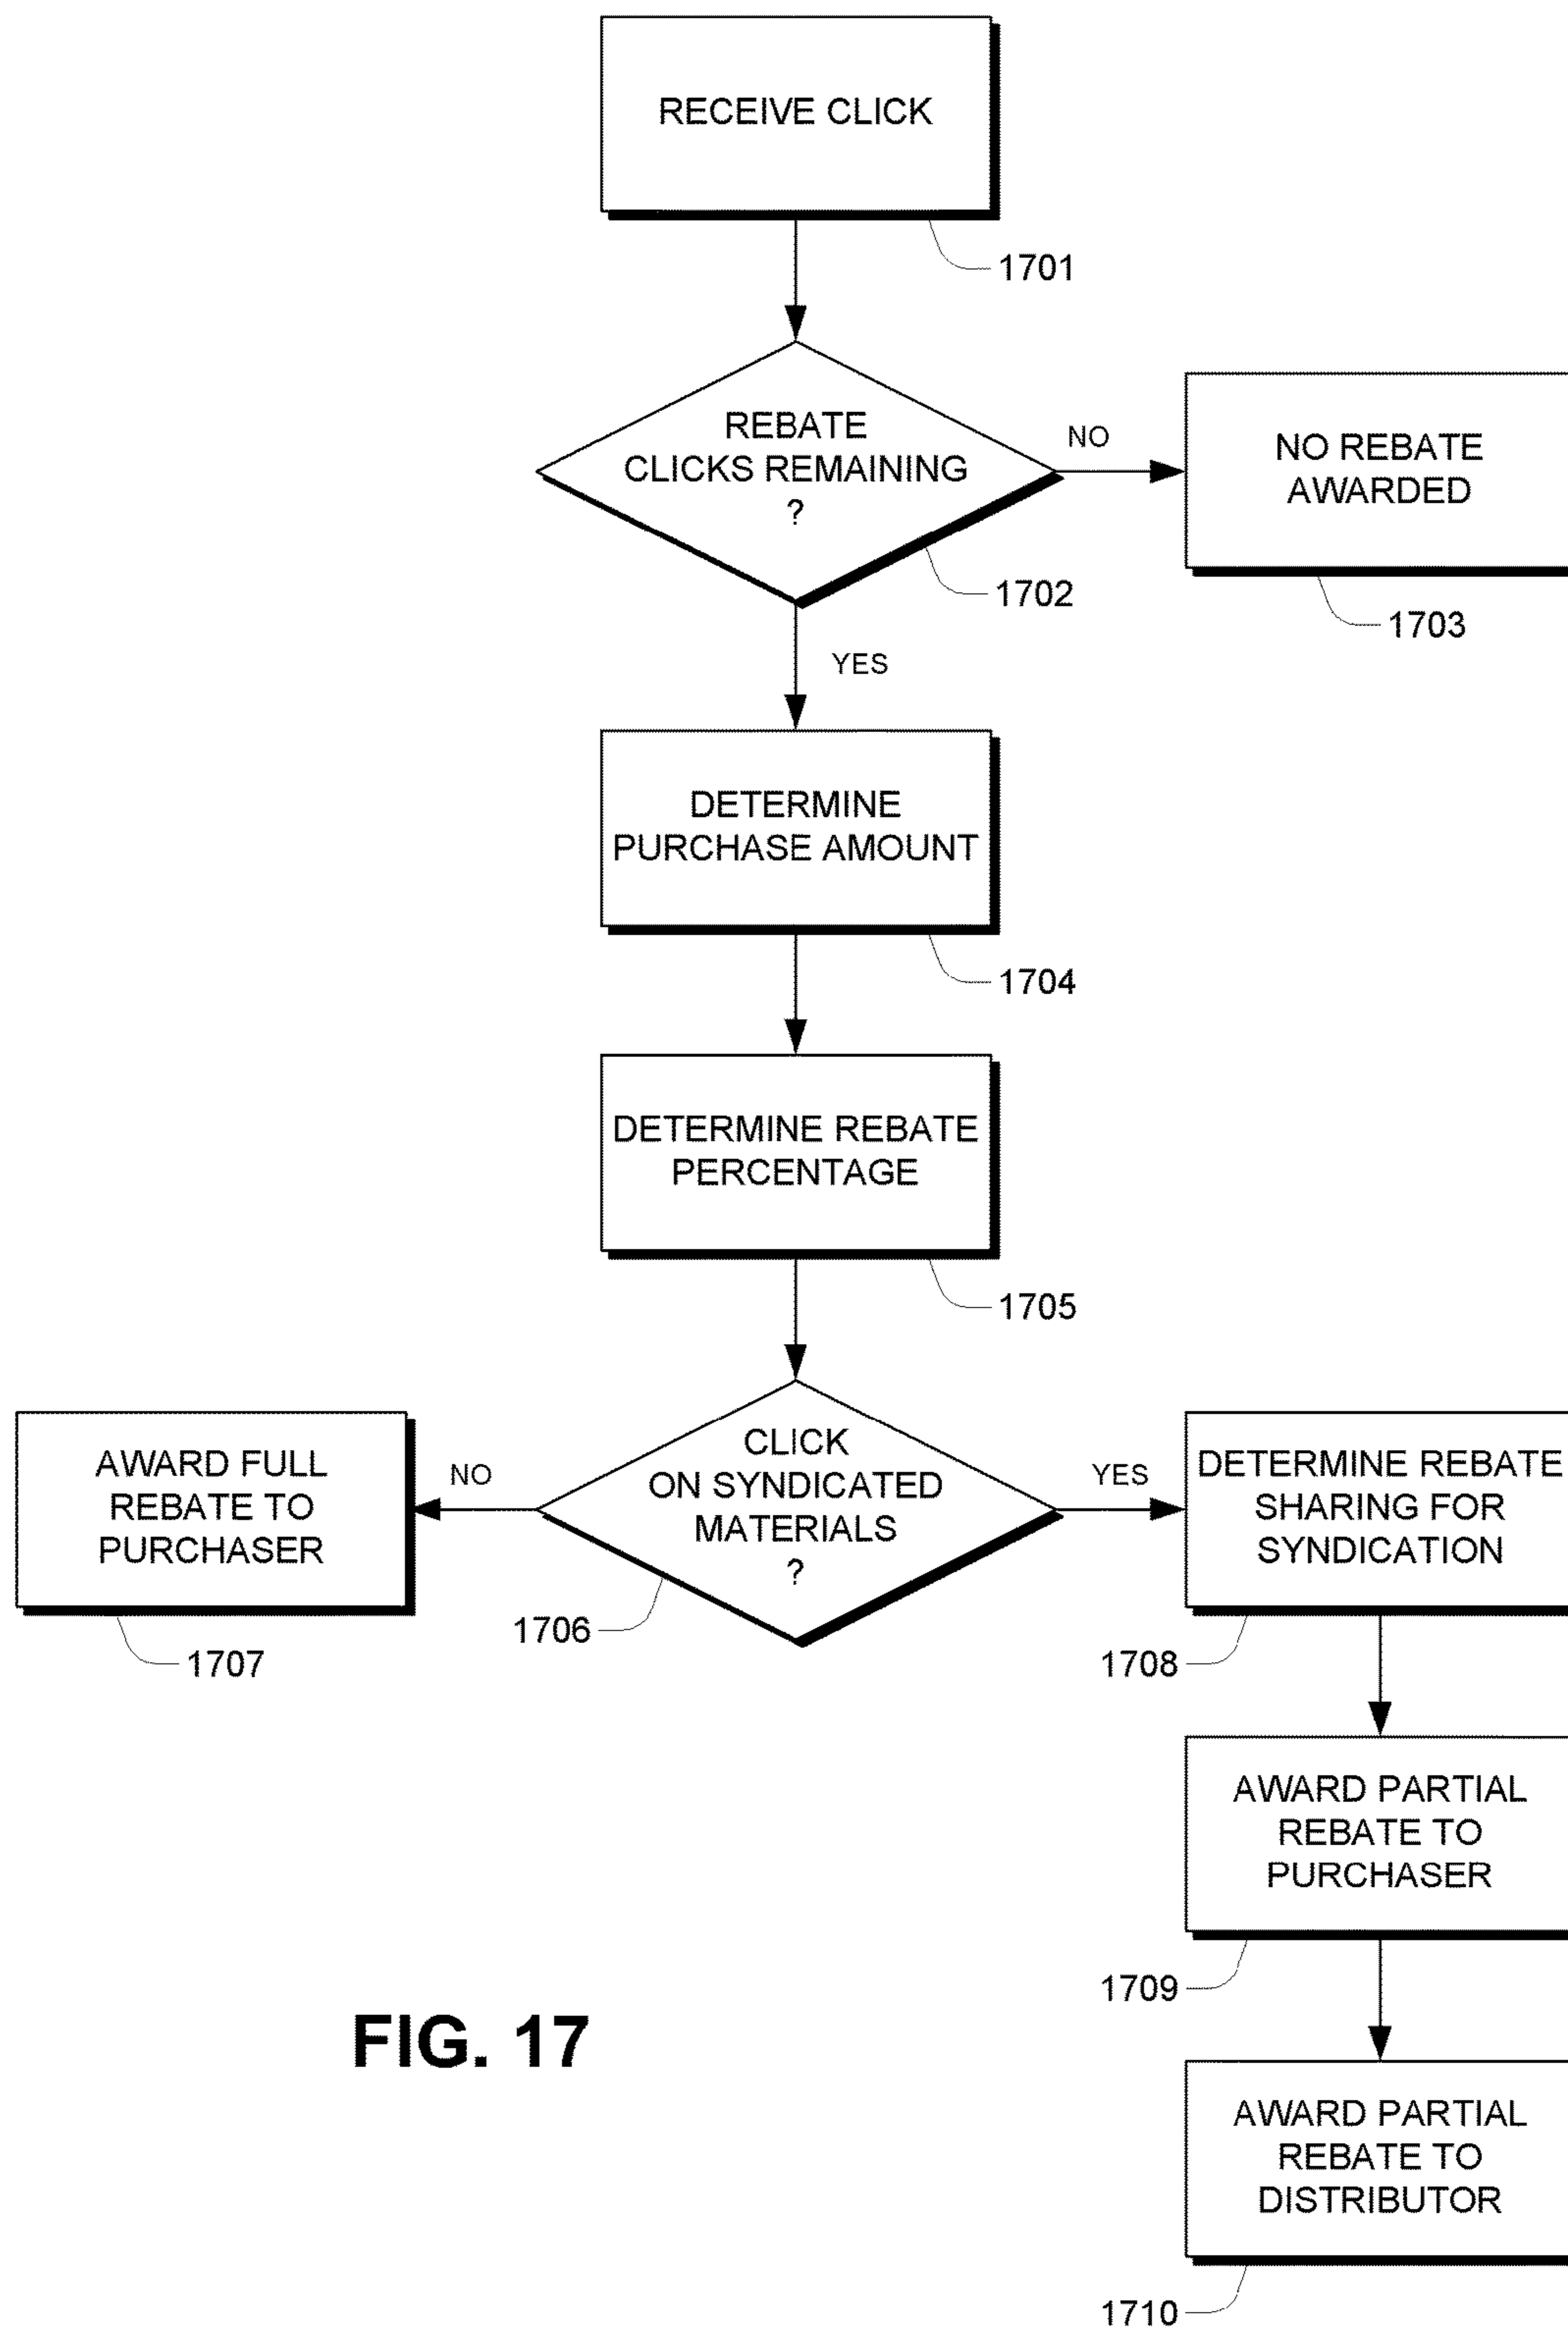 RECEIVE CLICK
1701
REBATE
CLICKS REMAINING
?
NO
NO REBATE
AWARDED
1702
1703
YES
DETERMINE
PURCHASE AMOUNT
1704
DETERMINE REBATE
PERCENTAGE
1705
AWARD FULL
REBATE TO
PURCHASER
NO
CLICK
ON SYNDICATED
MATERIALS
?
YES
DETERMINE REBATE
SHARING FOR
SYNDICATION
1706
1707
1708
AWARD PARTIAL
REBATE TO
PURCHASER
1709
FIG. 17
AWARD PARTIAL
REBATE TO
DISTRIBUTOR
1710